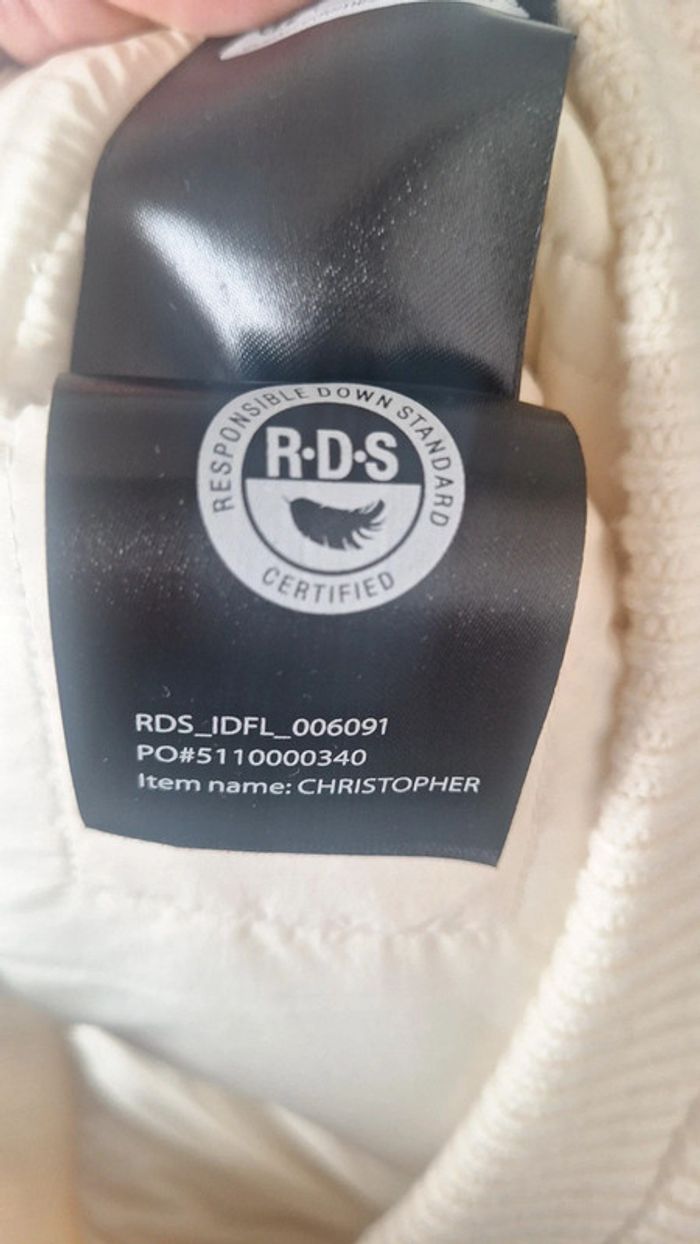 RESPONSIBLE DOWN STANDARD
R·D·S
CERTIFIED
RDS_IDFL_006091
PO#5110000340
Item name: CHRISTOPHER